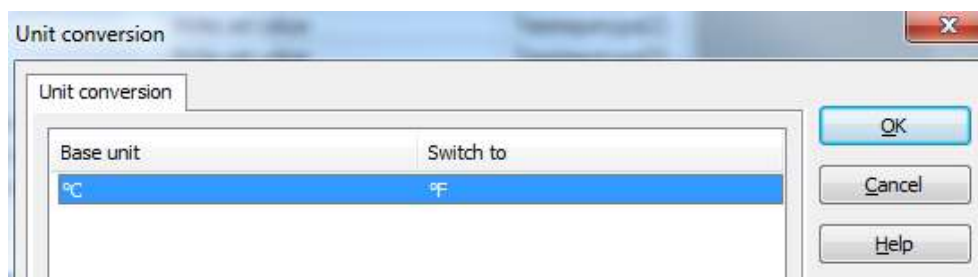 Unit conversion
Unit conversion
OK
Base unit Switch to
°C °F
Cancel
Help